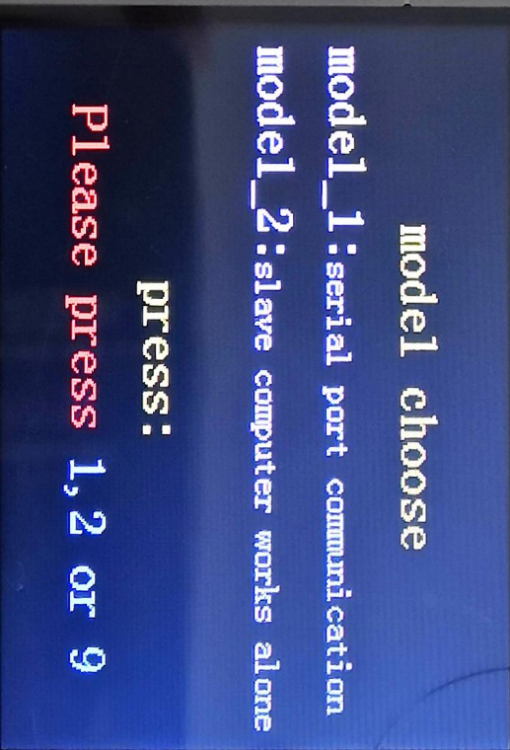 model choose
model_1:serial port communication
model_2:slave computer works alone
press:
Please press 1,2 or 9